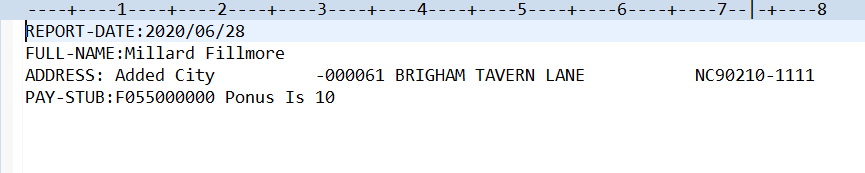 ----+----1----+----2----+----3----+----4----+----5----+----6----+----7--|-+----8
REPORT-DATE:2020/06/28
FULL-NAME:Millard Fillmore
ADDRESS: Added City          -000061 BRIGHAM TAVERN LANE           NC90210-1111
PAY-STUB:F055000000 Ponus Is 10